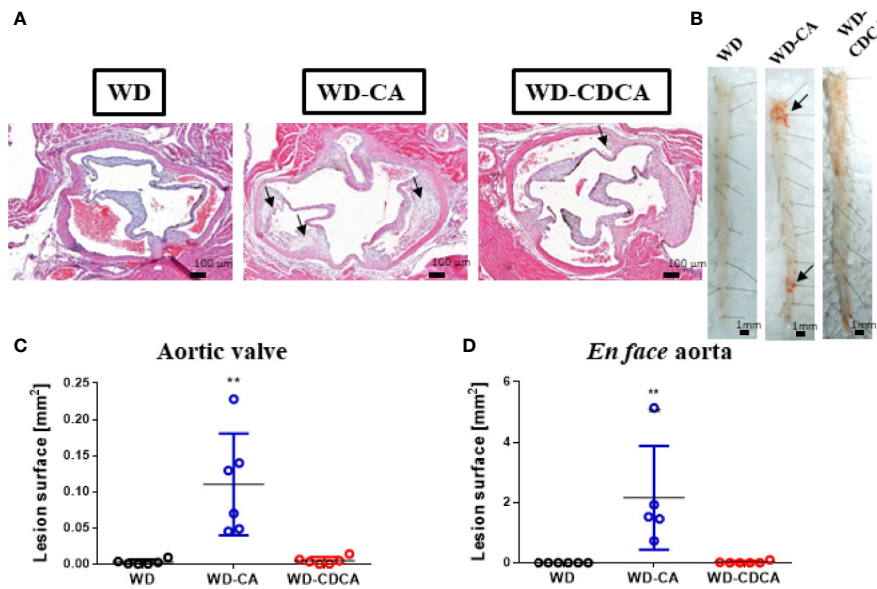 A
WD
WD-CA
WD-CDCA
100 µm
100 µm
100 µm
B
WD
WD-CA
WD-
1mm
1mm
1mm
C
Aortic valve
**
Lesion surface [mm²]
0.25
0.20
0.15
0.10
0.05
0.00
WD
WD-CA
WD-CDCA
D
En face aorta
**
**
Lesion surface [mm²]
6
4
2
0
WD
WD-CA
WD-CDCA